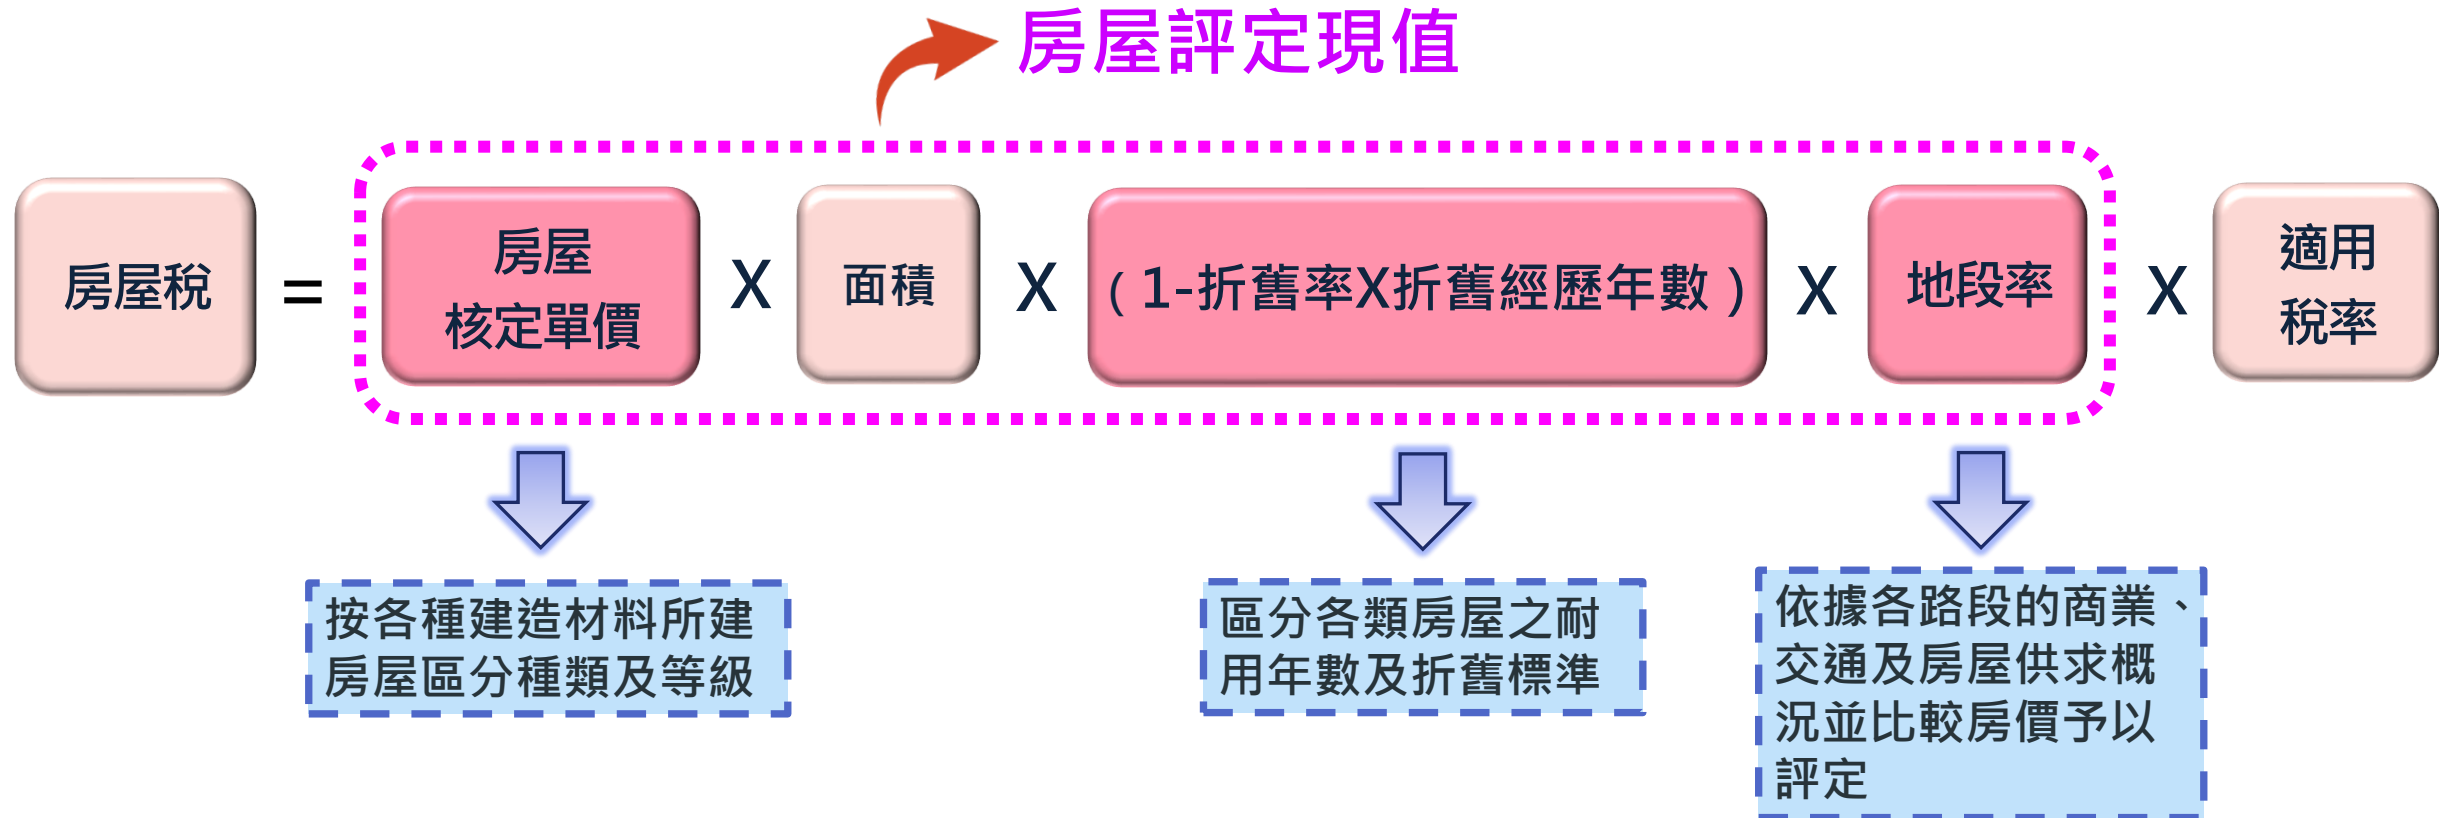 房屋評定現值
房屋稅 = 房屋核定單價 X 面積 X (1-折舊率X折舊經歷年數) X 地段率 X 適用稅率
按各種建造材料所建
房屋區分種類及等級
區分各類房屋之耐
用年數及折舊標準
依據各路段的商業、
交通及房屋供求概
況並比較房價予以
評定